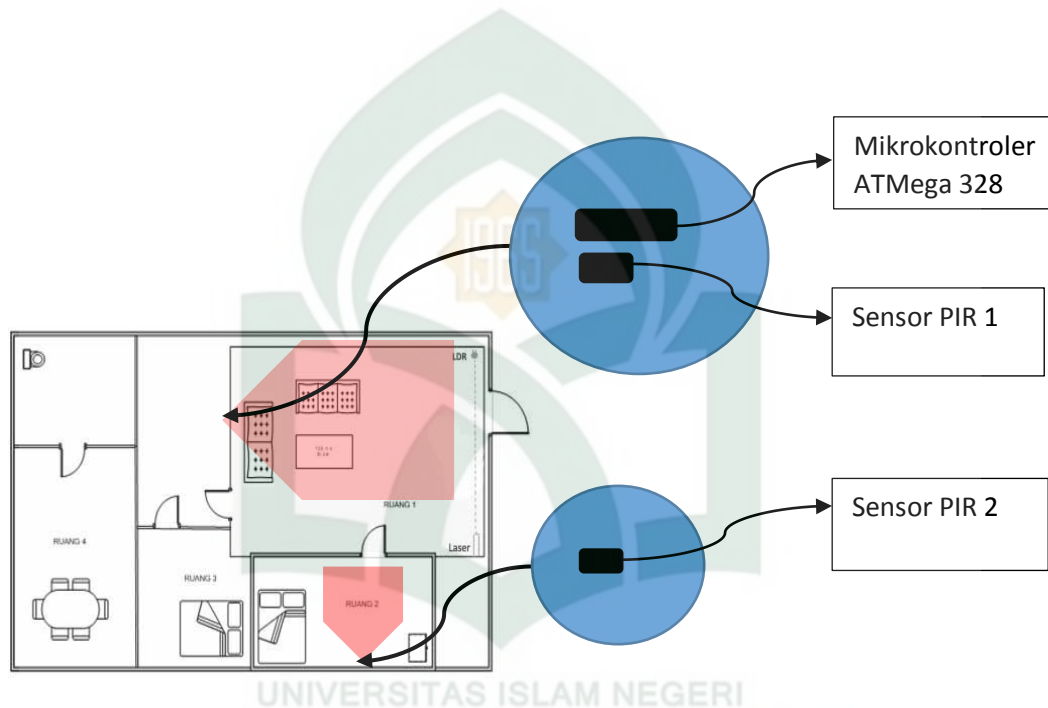 Mikrokontroler
ATMega 328
1965
Sensor PIR 1
LDR
RUANG 1
Sensor PIR 2
RUANG 4
Laser
RUANG 3
RUANG 2
UNIVERSITAS ISLAM NEGERI